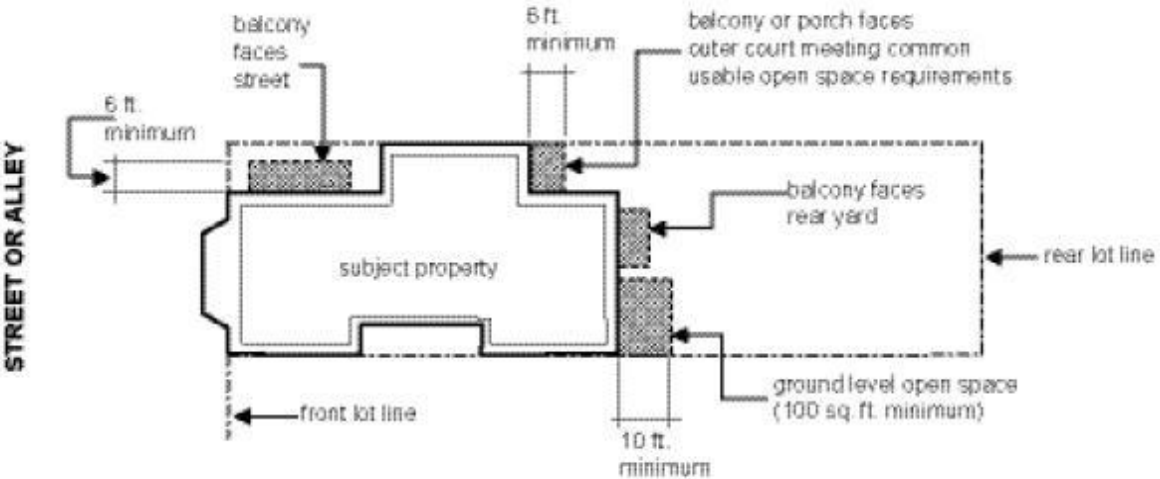 balcony
faces
street
6 ft.
minimum
balcony or porch faces
outer court meeting common
usable open space requirements
6 ft.
minimum
STREET OR ALLEY
balcony faces
rear yard
subject property
rear lot line
ground level open space
(100 sq. ft. minimum)
front lot line
10 ft.
minimum